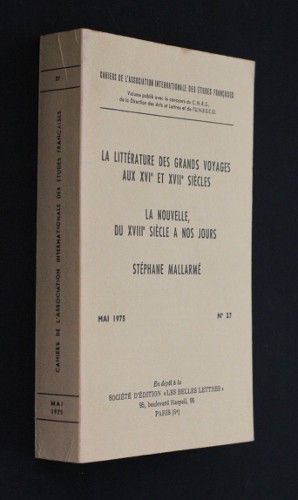 27
CAHIERS DE L'ASSOCIATION INTERNATIONALE DES ÉTUDES FRANÇAISES
MAI
1975
CAHIERS DE L'ASSOCIATION INTERNATIONALE DES ÉTUDES FRANÇAISES
Volume publié avec le concours du C.N.R.S.,
de la Direction des Arts et Lettres et de l'U.N.E.S.C.O.
LA LITTÉRATURE DES GRANDS VOYAGES
AUX XVIe ET XVIIe SIÈCLES
LA NOUVELLE,
DU XVIIIe SIÈCLE A NOS JOURS
STÉPHANE MALLARMÉ
MAI 1975
N° 27
En dépôt à la
SOCIÉTÉ D'ÉDITION «LES BELLES LETTRES»
95, boulevard Raspail, 95
PARIS (6e)